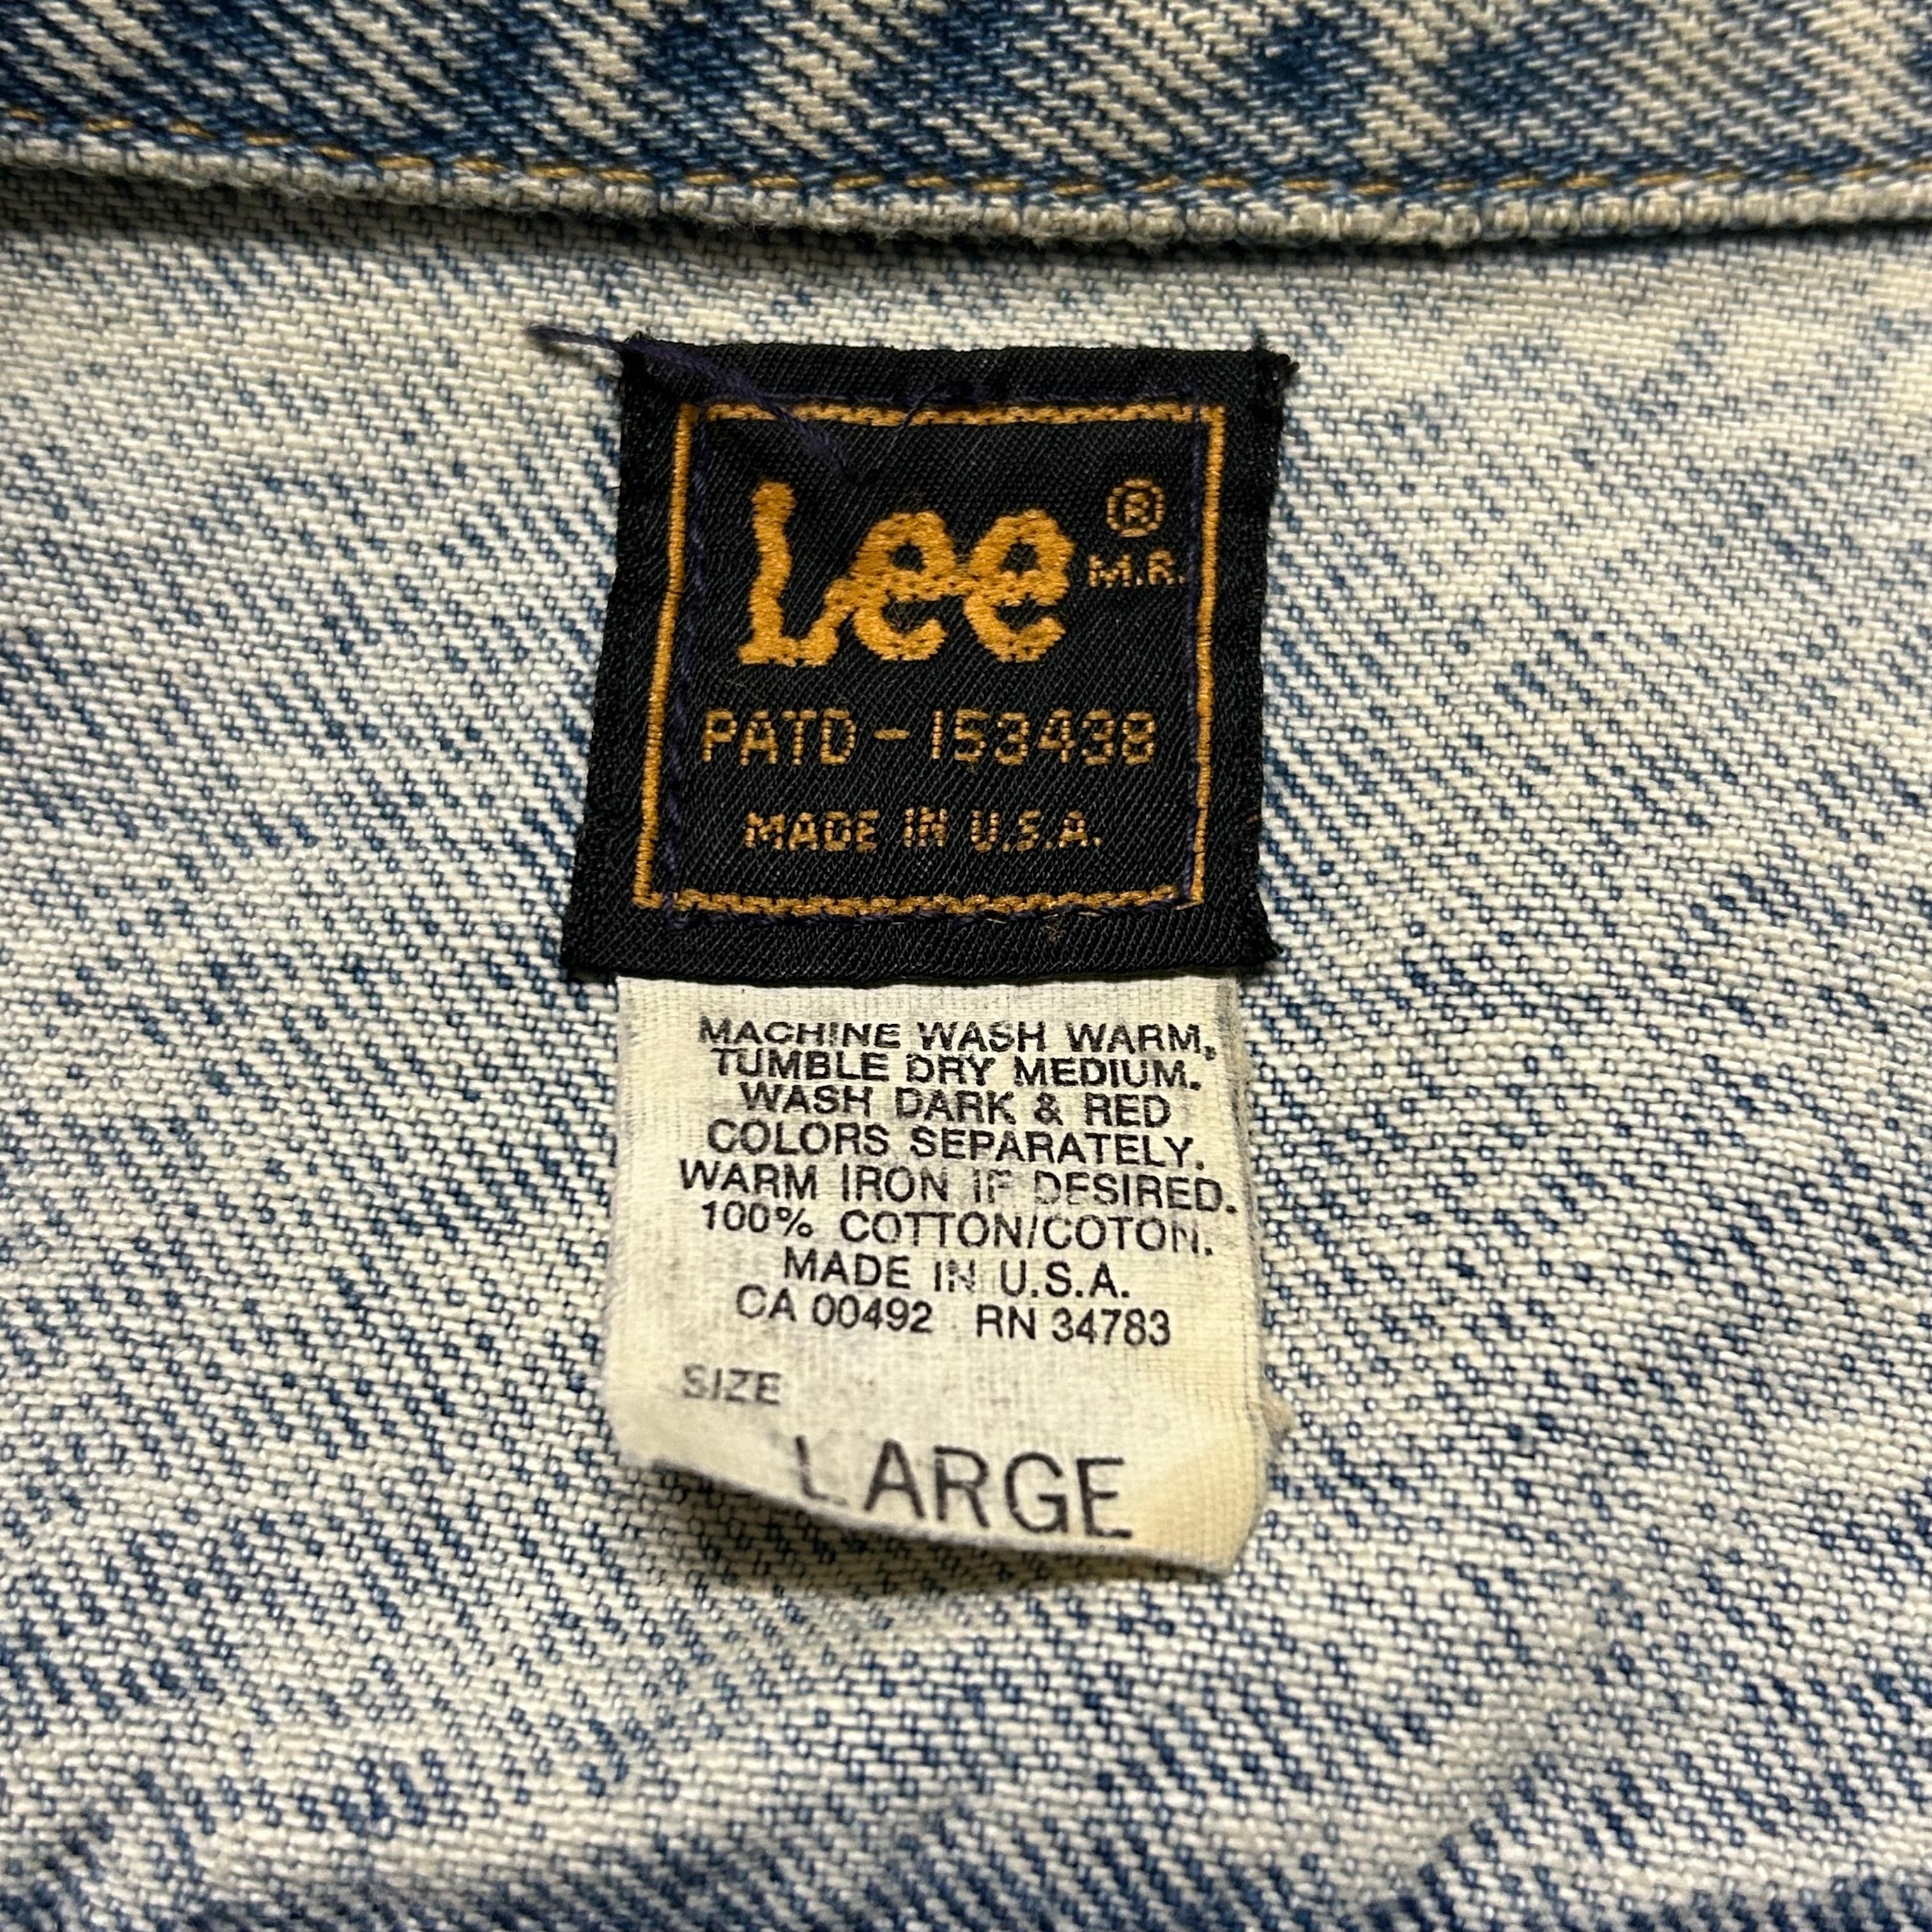 Lee ®
M.R.
PATD-153438
MADE IN U.S.A.
MACHINE WASH WARM,
TUMBLE DRY MEDIUM.
WASH DARK & RED
COLORS SEPARATELY.
WARM IRON IF DESIRED.
100% COTTON/COTON.
MADE IN U.S.A.
CA 00492 RN 34783
SIZE
LARGE